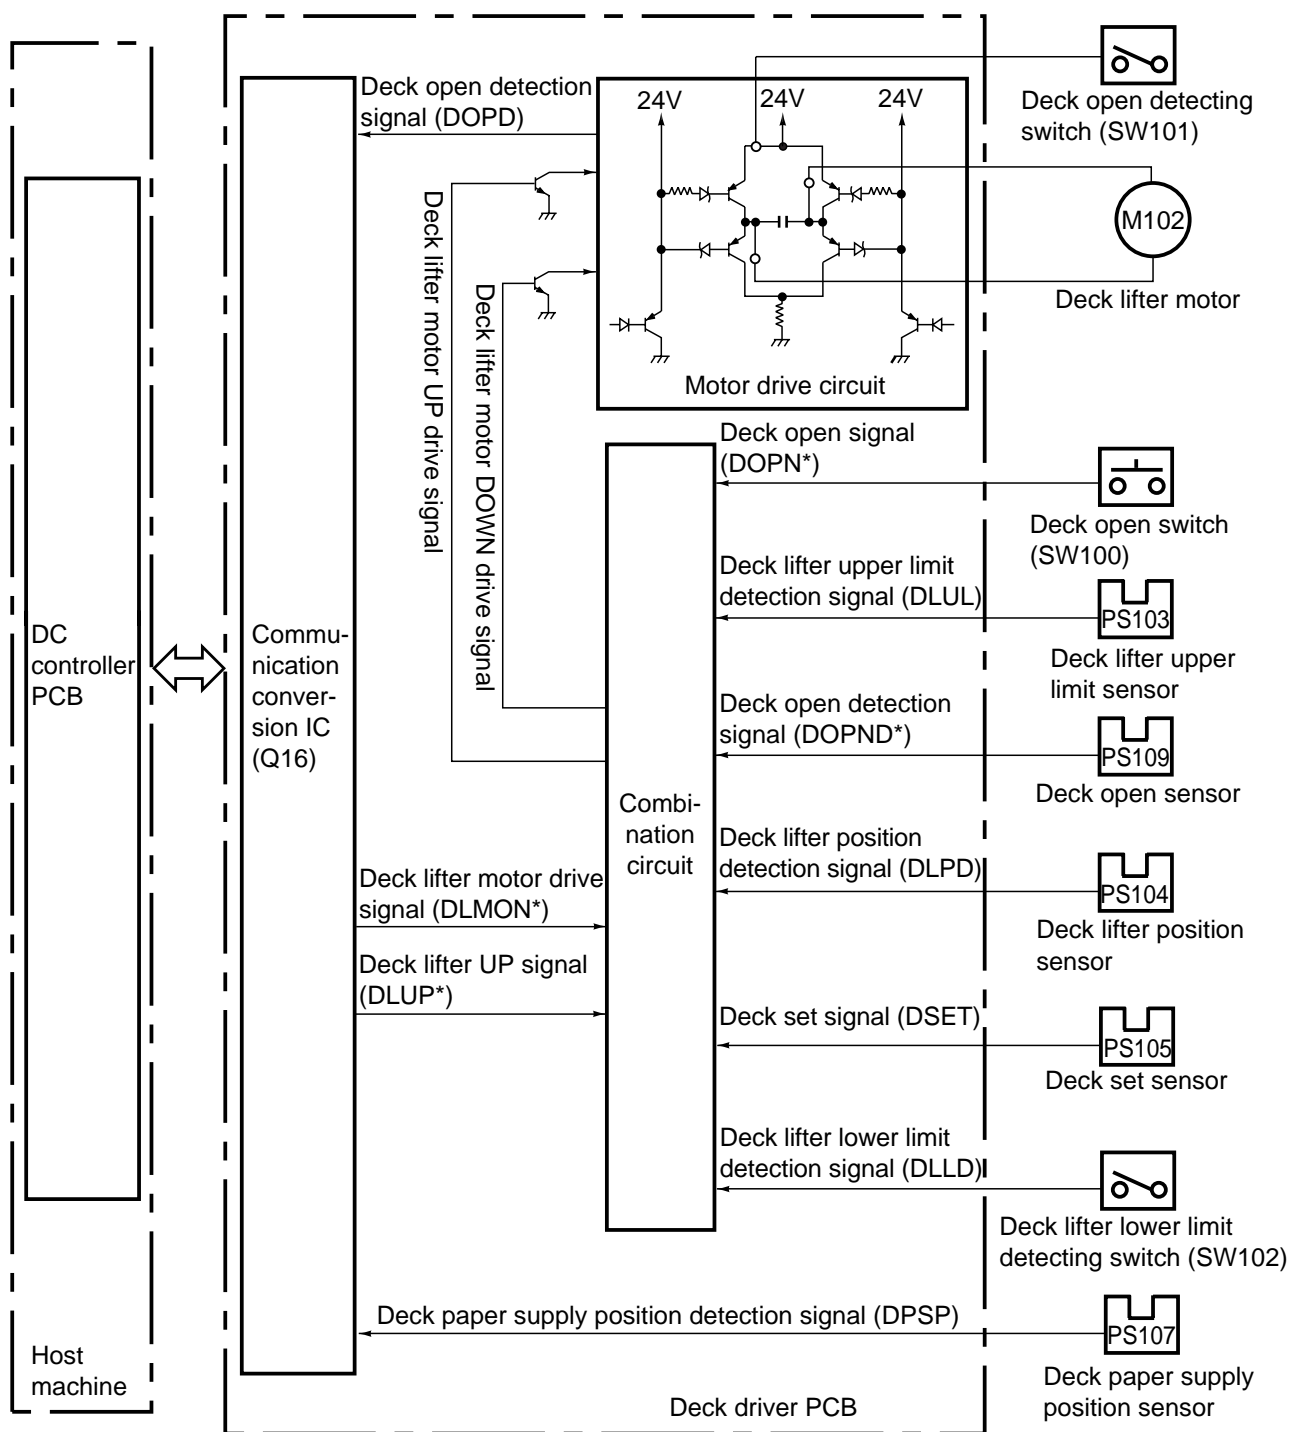 Deck open detection
signal (DOPD)
24V
24V
24V
Deck open detecting
switch (SW101)
M102
Deck lifter motor
Deck lifter motor UP drive signal
Deck lifter motor DOWN drive signal
Motor drive circuit
Deck open signal
(DOPN*)
Deck open switch
(SW100)
Deck lifter upper limit
detection signal (DLUL)
PS103
Deck lifter upper
limit sensor
DC
controller
PCB
Commu-
nication
conver-
sion IC
(Q16)
Deck open detection
signal (DOPND*)
PS109
Deck open sensor
Combi-
nation
circuit
Deck lifter position
detection signal (DLPD)
PS104
Deck lifter position
sensor
Deck lifter motor drive
signal (DLMON*)
Deck lifter UP signal
(DLUP*)
Deck set signal (DSET)
PS105
Deck set sensor
Deck lifter lower limit
detection signal (DLLD)
Deck lifter lower limit
detecting switch (SW102)
Deck paper supply position detection signal (DPSP)
PS107
Deck paper supply
position sensor
Host
machine
Deck driver PCB